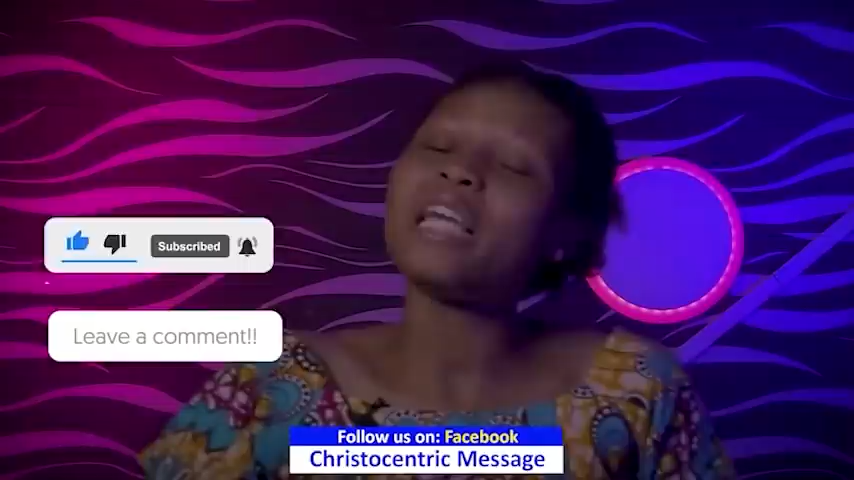 Subscribed
Leave a comment!!
Follow us on: Facebook
Christocentric Message